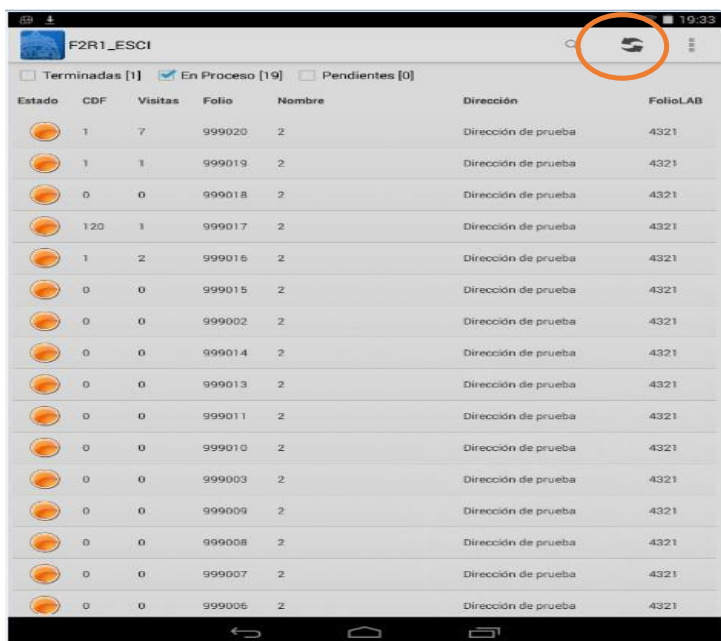 19:33
F2R1_ESCI
Terminadas [1] En Proceso [19] Pendientes [0]
Estado CDF Visitas Folio Nombre Dirección FolioLAB
1 7 999020 2 Dirección de prueba 4321
1 1 999019 2 Dirección de prueba 4321
0 0 999018 2 Dirección de prueba 4321
120 1 999017 2 Dirección de prueba 4321
1 2 999016 2 Dirección de prueba 4321
0 0 999015 2 Dirección de prueba 4321
0 0 999002 2 Dirección de prueba 4321
0 0 999014 2 Dirección de prueba 4321
0 0 999013 2 Dirección de prueba 4321
0 0 999011 2 Dirección de prueba 4321
0 0 999010 2 Dirección de prueba 4321
0 0 999003 2 Dirección de prueba 4321
0 0 999009 2 Dirección de prueba 4321
0 0 999008 2 Dirección de prueba 4321
0 0 999007 2 Dirección de prueba 4321
0 0 999006 2 Dirección de prueba 4321